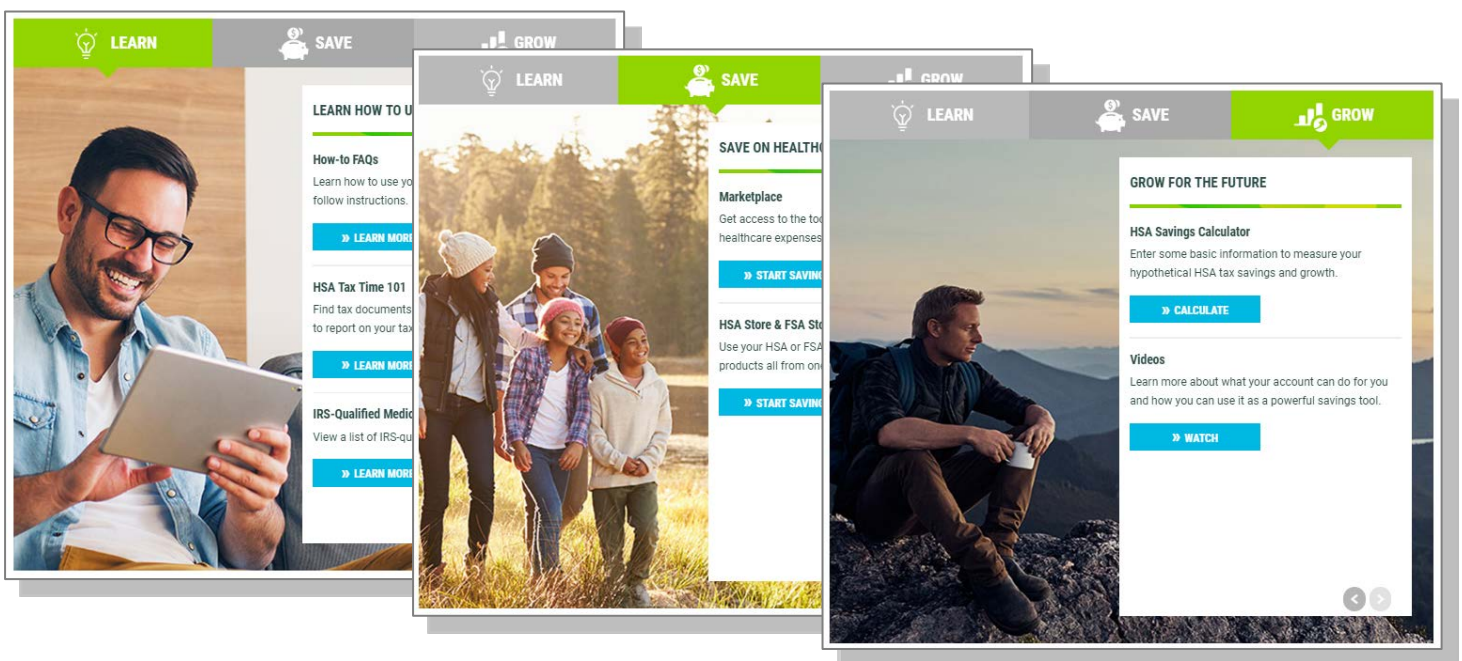 LEARN
SAVE
GROW
LEARN HOW TO U
How-to FAQs
Learn how to use yo
follow instructions.
» LEARN MORE
HSA Tax Time 101
Find tax documents
to report on your tax
» LEARN MORE
IRS-Qualified Medic
View a list of IRS-qu
» LEARN MORE
LEARN
SAVE
GROW
SAVE ON HEALTHC
Marketplace
Get access to the too
healthcare expenses
» START SAVING
HSA Store & FSA Sto
Use your HSA or FSA
products all from on
» START SAVING
LEARN
SAVE
GROW
GROW FOR THE FUTURE
HSA Savings Calculator
Enter some basic information to measure your
hypothetical HSA tax savings and growth.
» CALCULATE
Videos
Learn more about what your account can do for you
and how you can use it as a powerful savings tool.
» WATCH